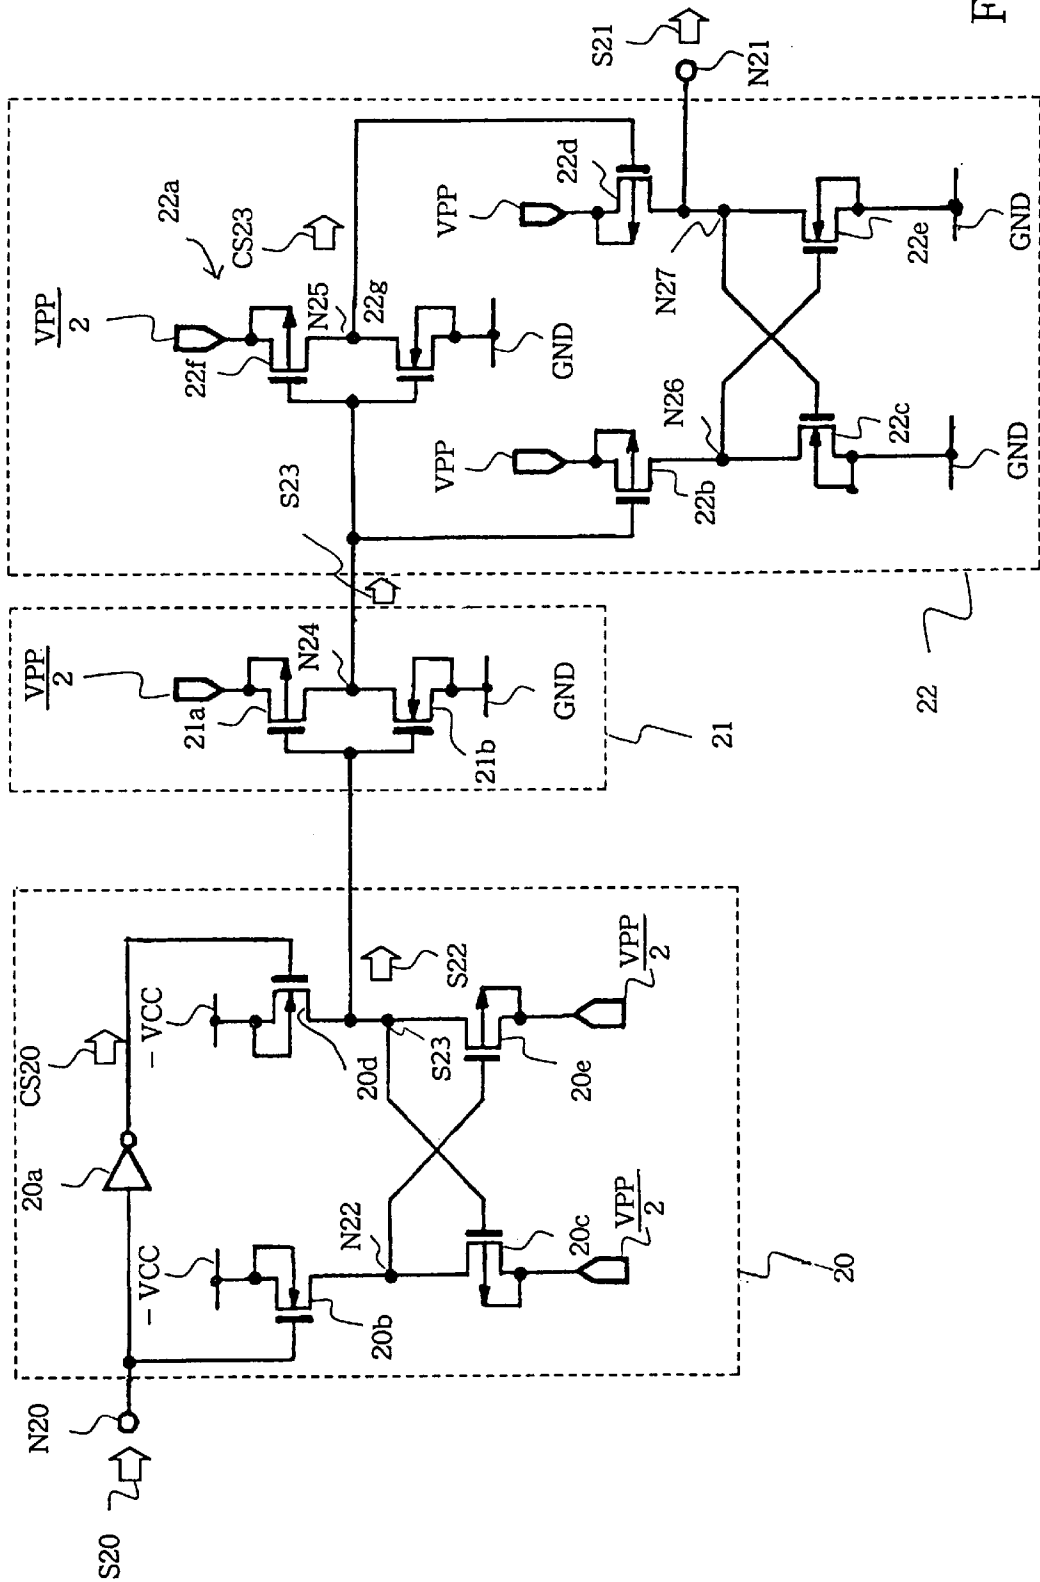 F
S21
N21
22a
CS23
VPP
2
22f
N25
22g
GND
VPP
22d
N27
22e
GND
S23
VPP
22b
N26
22c
GND
22
VPP
2
21a
N24
21b
GND
21
CS20
-VCC
20a
20d
S22
S23
20e
VPP
2
-VCC
N22
20b
20c
VPP
2
20
N20
S20